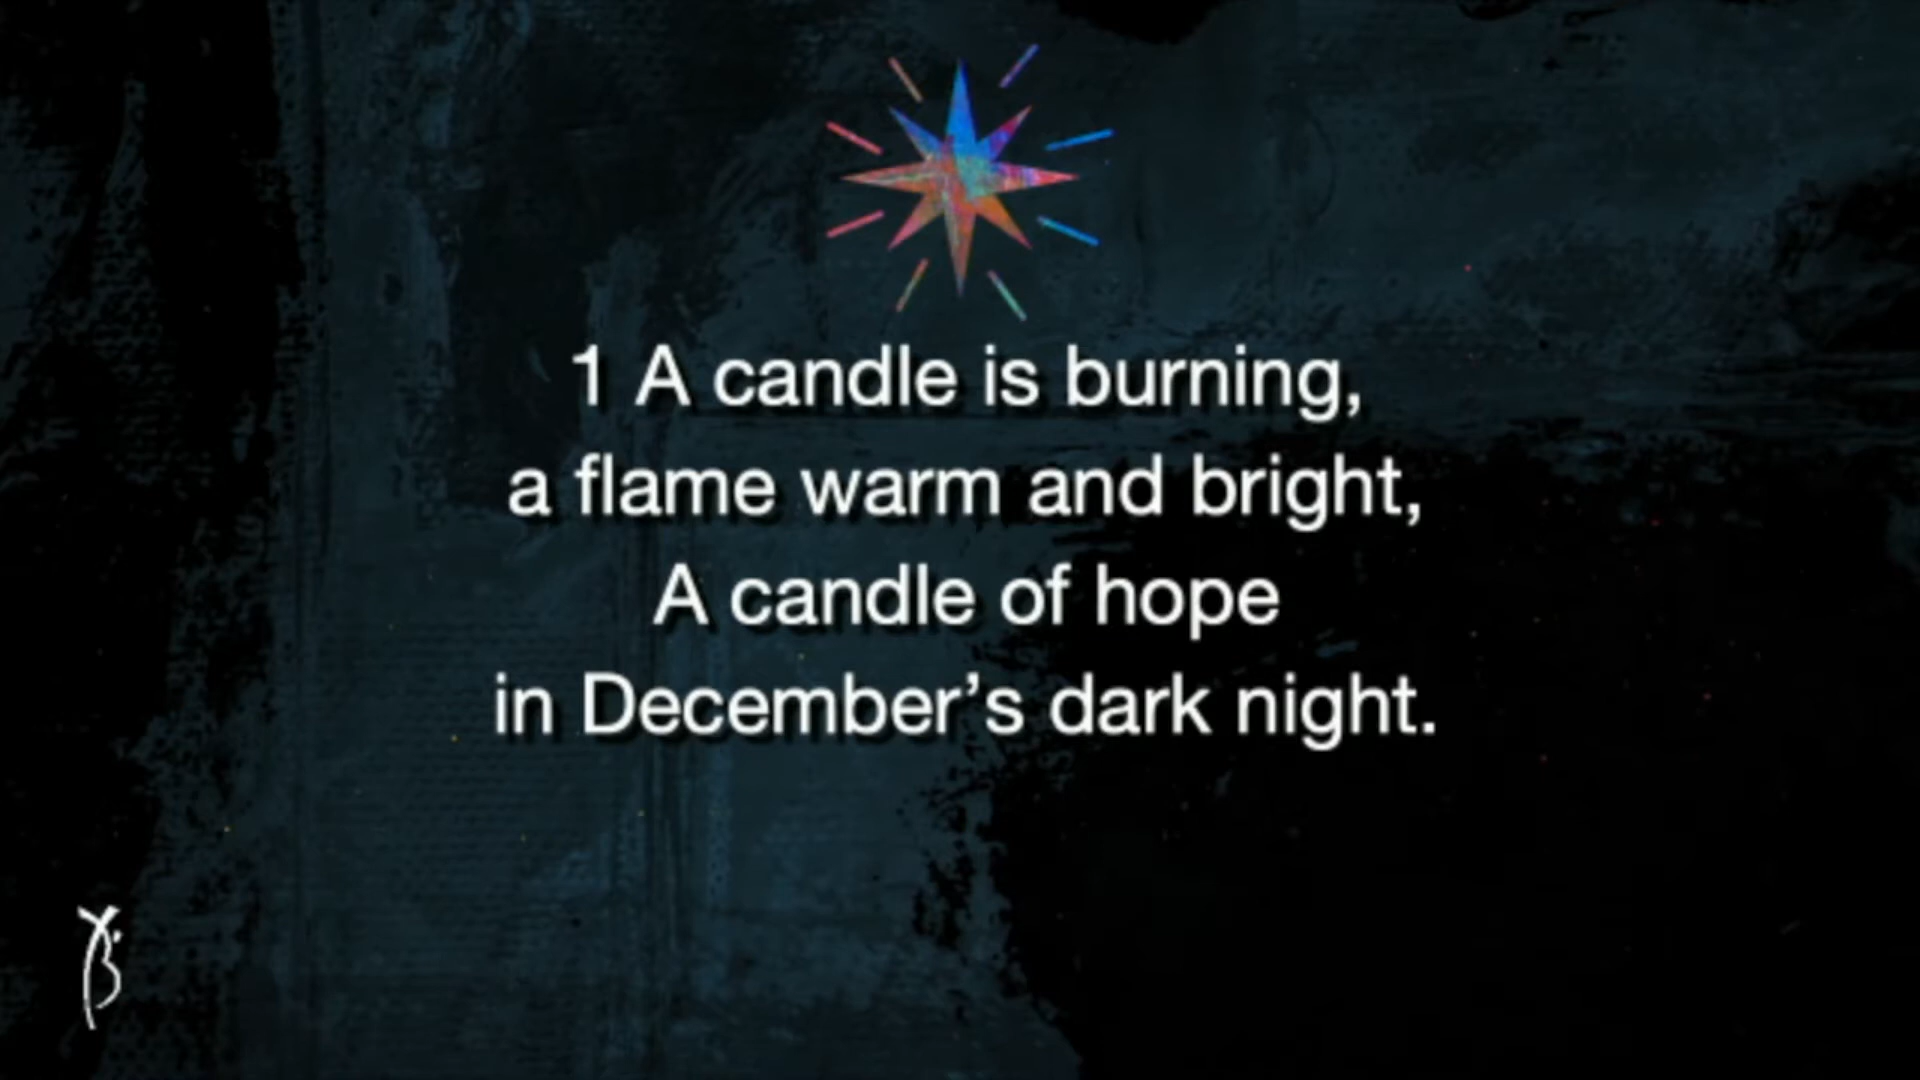 1 A candle is burning,
a flame warm and bright,
A candle of hope
in December’s dark night.